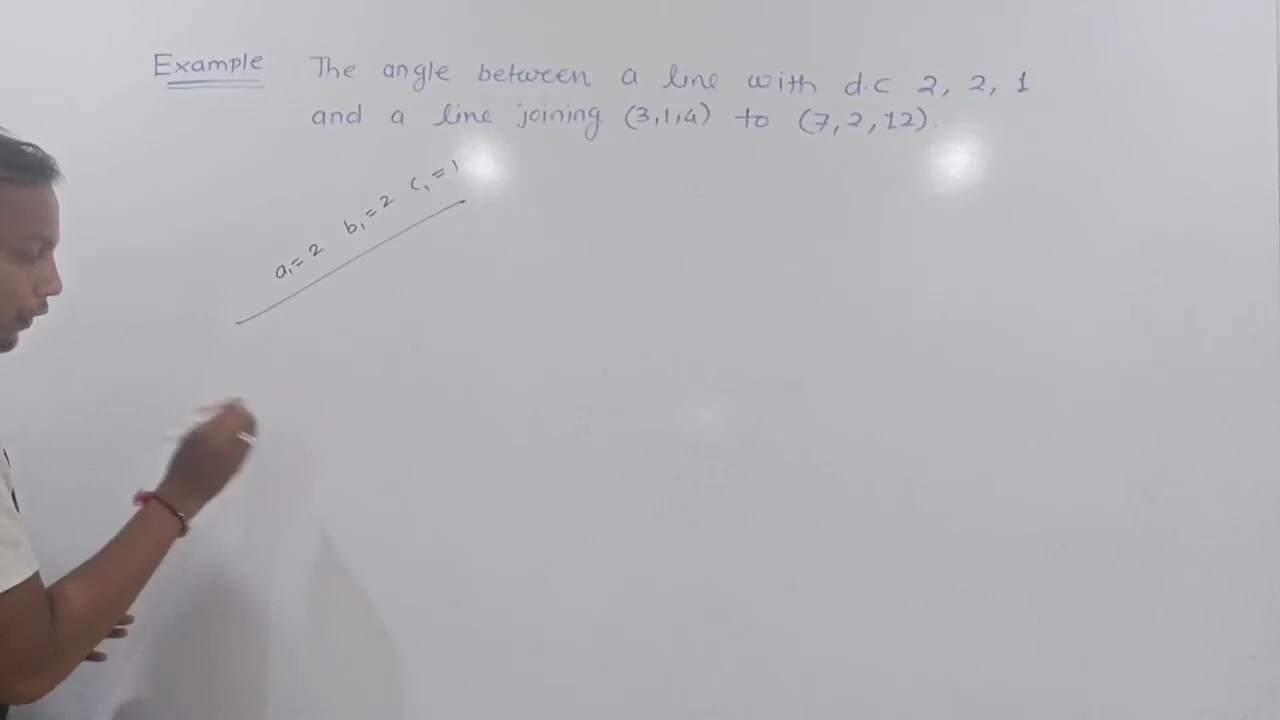 Example The angle between a line with d.c 2, 2, 1
and a line joining (3,1,4) to (7,2,12).
a₁=2 b₁=2 c₁=1